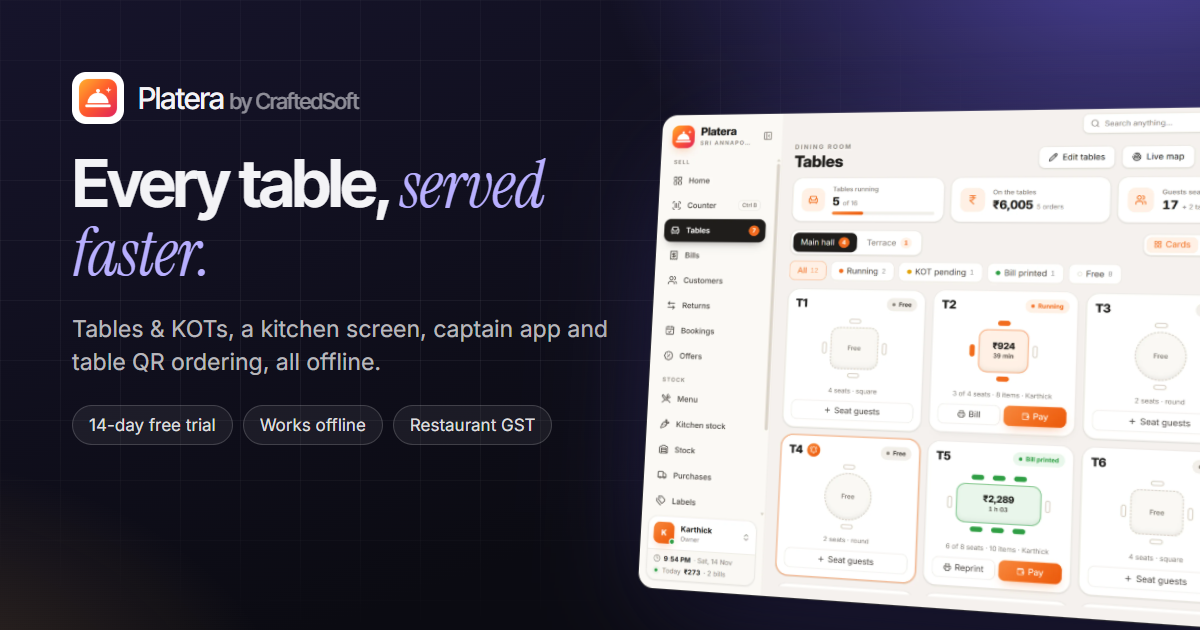 Platera by CraftedSoft
Every table, served
faster.
Tables & KOTs, a kitchen screen, captain app and
table QR ordering, all offline.
14-day free trial
Works offline
Restaurant GST
Platera
SRI ANNAPO...
SELL
Home
Counter Ctrl B
Tables 7
Bills
Customers
Returns
Bookings
Offers
STOCK
Menu
Kitchen stock
Stock
Purchases
Labels
K
Karthick
Owner
9:54 PM · Sat, 14 Nov
Today ₹273 · 2 bills
Search anything...
DINING ROOM
Tables
Edit tables
Live map
Tables running
5 of 16
On the tables
₹6,005 5 orders
Guests sea
17 + 2 t
Main hall 4
Terrace 1
Cards
All 12
Running 2
KOT pending 1
Bill printed 1
Free 8
T1
Free
Free
4 seats · square
+ Seat guests
T2
Running
₹924
39 min
3 of 4 seats · 8 items · Karthick
Bill
Pay
T3
Free
2 seats · round
+ Seat guests
T4
Free
Free
2 seats · round
+ Seat guests
T5
Bill printed
₹2,289
1 h 03
6 of 8 seats · 10 items · Karthick
Reprint
Pay
T6
Free
4 seats · square
+ Seat guests